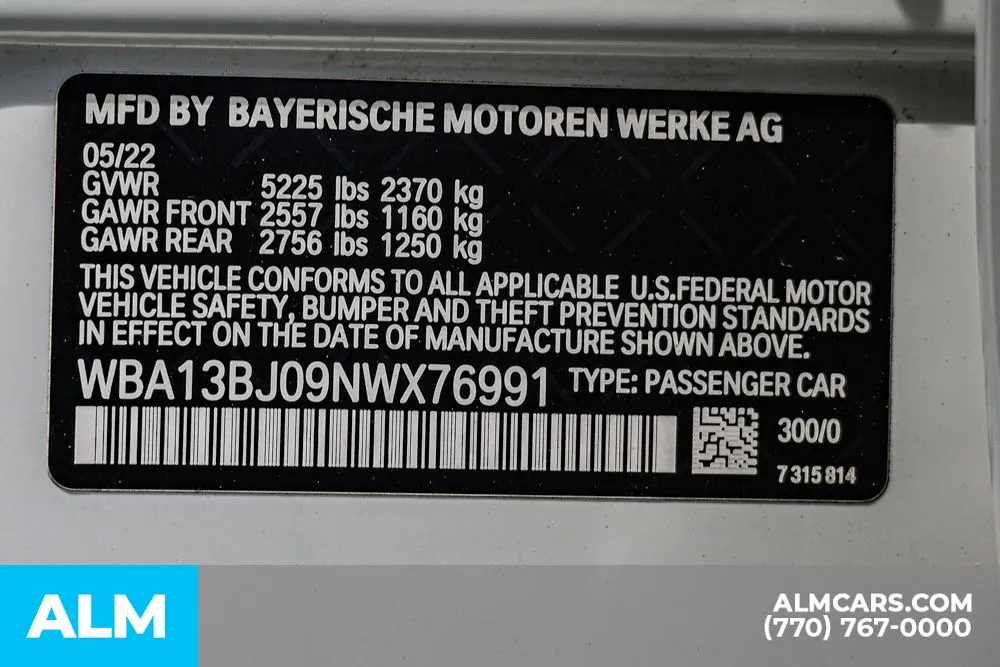 MFD BY BAYERISCHE MOTOREN WERKE AG
05/22
GVWR 5225 lbs 2370 kg
GAWR FRONT 2557 lbs 1160 kg
GAWR REAR 2756 lbs 1250 kg
THIS VEHICLE CONFORMS TO ALL APPLICABLE U.S.FEDERAL MOTOR
VEHICLE SAFETY, BUMPER AND THEFT PREVENTION STANDARDS
IN EFFECT ON THE DATE OF MANUFACTURE SHOWN ABOVE.
WBA13BJ09NWX76991 TYPE: PASSENGER CAR
300/0
7 315 814
ALM
ALMCARS.COM
(770) 767-0000